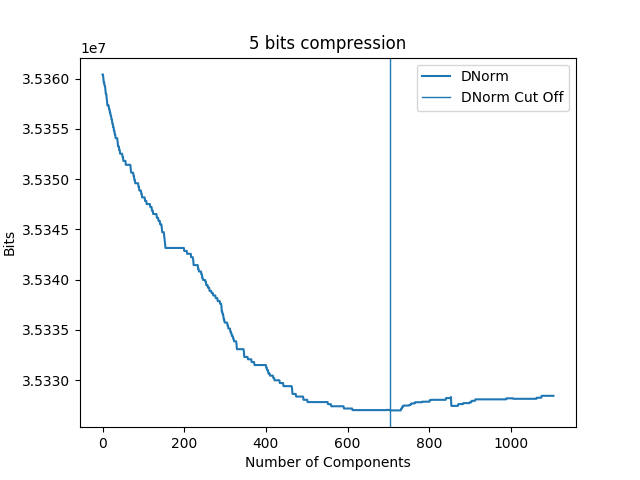 5 bits compression
1e7
DNorm
DNorm Cut Off
3.5360
3.5355
3.5350
3.5345
3.5340
3.5335
3.5330
Bits
0 200 400 600 800 1000
Number of Components